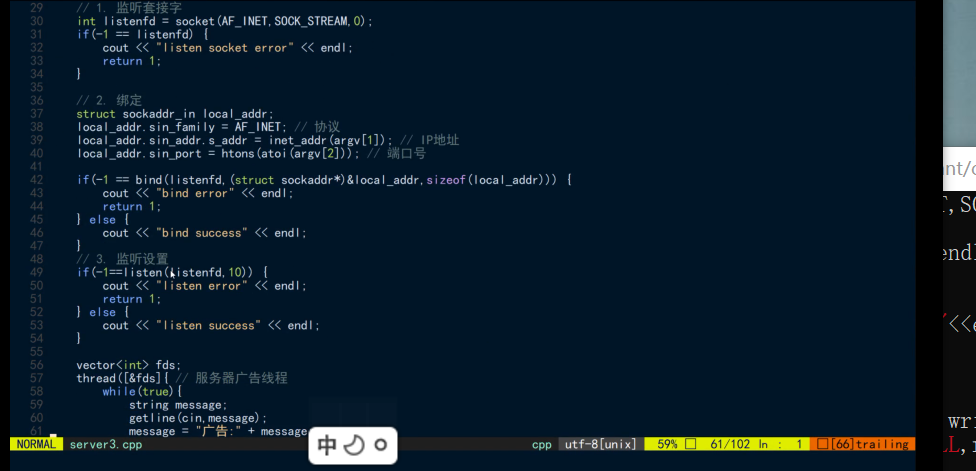 29 // 1. 监听套接字
30 int listenfd = socket(AF_INET,SOCK_STREAM,0);
31 if(-1 == listenfd) {
32 cout << "listen socket error" << endl;
33 return 1;
34 }
35
36 // 2. 绑定
37 struct sockaddr_in local_addr;
38 local_addr.sin_family = AF_INET; // 协议
39 local_addr.sin_addr.s_addr = inet_addr(argv[1]); // IP地址
40 local_addr.sin_port = htons(atoi(argv[2])); // 端口号
41
42 if(-1 == bind(listenfd,(struct sockaddr*)&local_addr,sizeof(local_addr))) {
43 cout << "bind error" << endl;
44 return 1;
45 } else {
46 cout << "bind success" << endl;
47 }
48 // 3. 监听设置
49 if(-1==listen(listenfd,10)) {
50 cout << "listen error" << endl;
51 return 1;
52 } else {
53 cout << "listen success" << endl;
54 }
55
56 vector<int> fds;
57 thread([&fds]{ // 服务器广告线程
58 while(true){
59 string message;
60 getline(cin,message);
61 message = "广告:" + message
NORMAL server3.cpp cpp utf-8[unix] 59% 61/102 ln : 1 [66]trailing
中
nt/c
,SO
endl
<<e
wri
L,